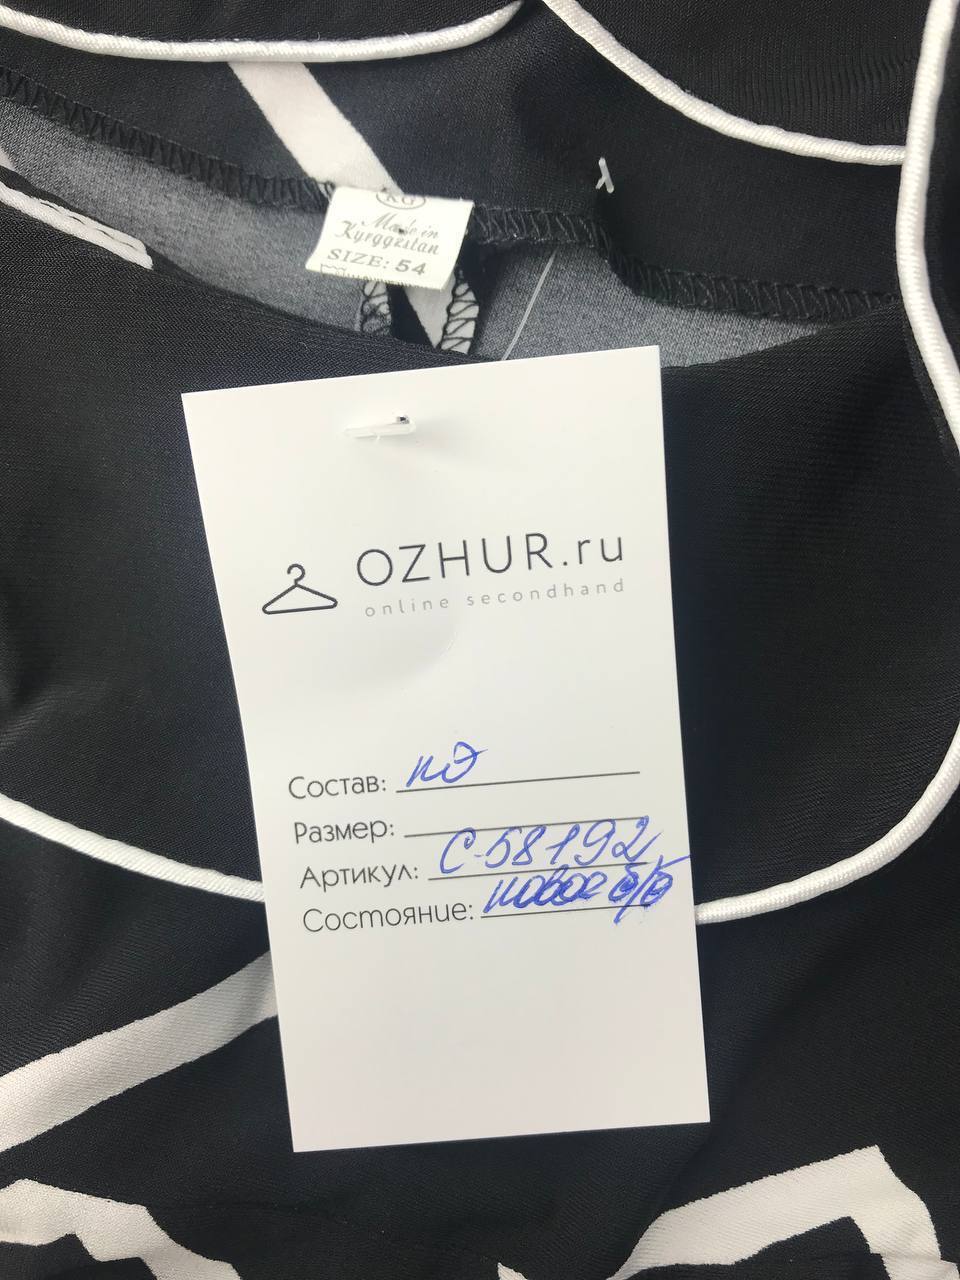 KG
Made in
Kyrgyzstan
SIZE: 54
OZHUR.ru
online secondhand
Состав: пэ
Размер:
Артикул: С-58192
Состояние: новое б/э